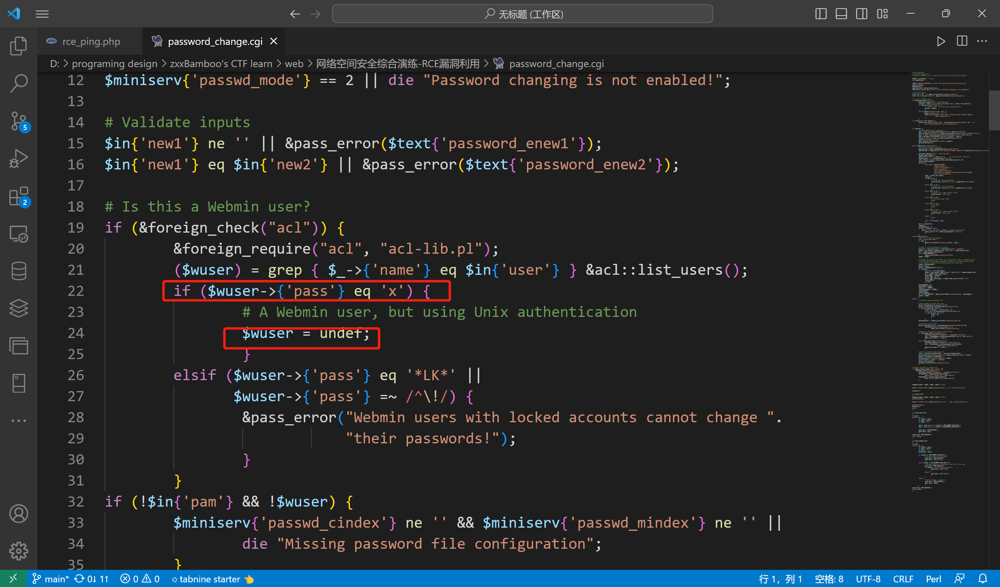 无标题 (工作区)
rce_ping.php
password_change.cgi
D: > programing design > zxxBamboo's CTF learn > web > 网络空间安全综合演练-RCE漏洞利用 > password_change.cgi
12 $miniserv{'passwd_mode'} == 2 || die "Password changing is not enabled!";
13
14 # Validate inputs
15 $in{'new1'} ne '' || &pass_error($text{'password_enew1'});
16 $in{'new1'} eq $in{'new2'} || &pass_error($text{'password_enew2'});
17
18 # Is this a Webmin user?
19 if (&foreign_check("acl")) {
20 &foreign_require("acl", "acl-lib.pl");
21 ($wuser) = grep { $_->{'name'} eq $in{'user'} } &acl::list_users();
22 if ($wuser->{'pass'} eq 'x') {
23 # A Webmin user, but using Unix authentication
24 $wuser = undef;
25 }
26 elsif ($wuser->{'pass'} eq '*LK*' ||
27 $wuser->{'pass'} =~ /^\!/) {
28 &pass_error("Webmin users with locked accounts cannot change ".
29 "their passwords!");
30 }
31 }
32 if (!$in{'pam'} && !$wuser) {
33 $miniserv{'passwd_cindex'} ne '' && $miniserv{'passwd_mindex'} ne '' ||
34 die "Missing password file configuration";
35 }
5
2
main* 0↓ 1↑ 0 0 tabnine starter 行 1，列 1 空格: 8 UTF-8 CRLF Perl